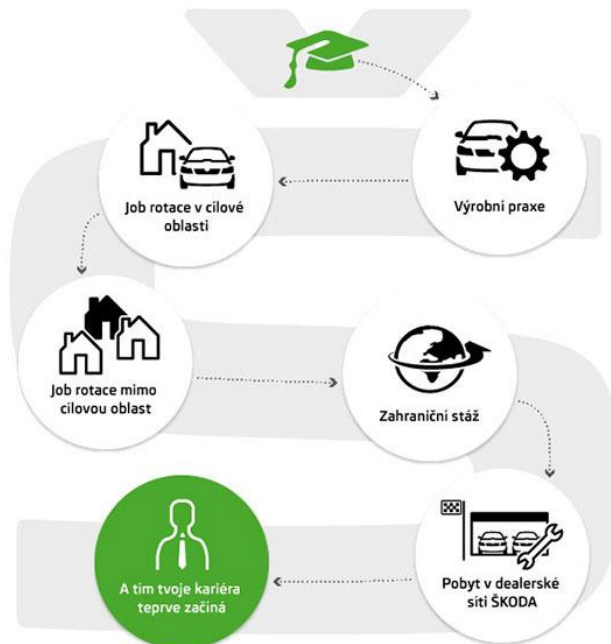 Výrobní praxe
Job rotace v cílové
oblasti
Job rotace mimo
cílovou oblast
Zahraniční stáž
Pobyt v dealerské
síti ŠKODA
A tím tvoje kariéra
teprve začíná